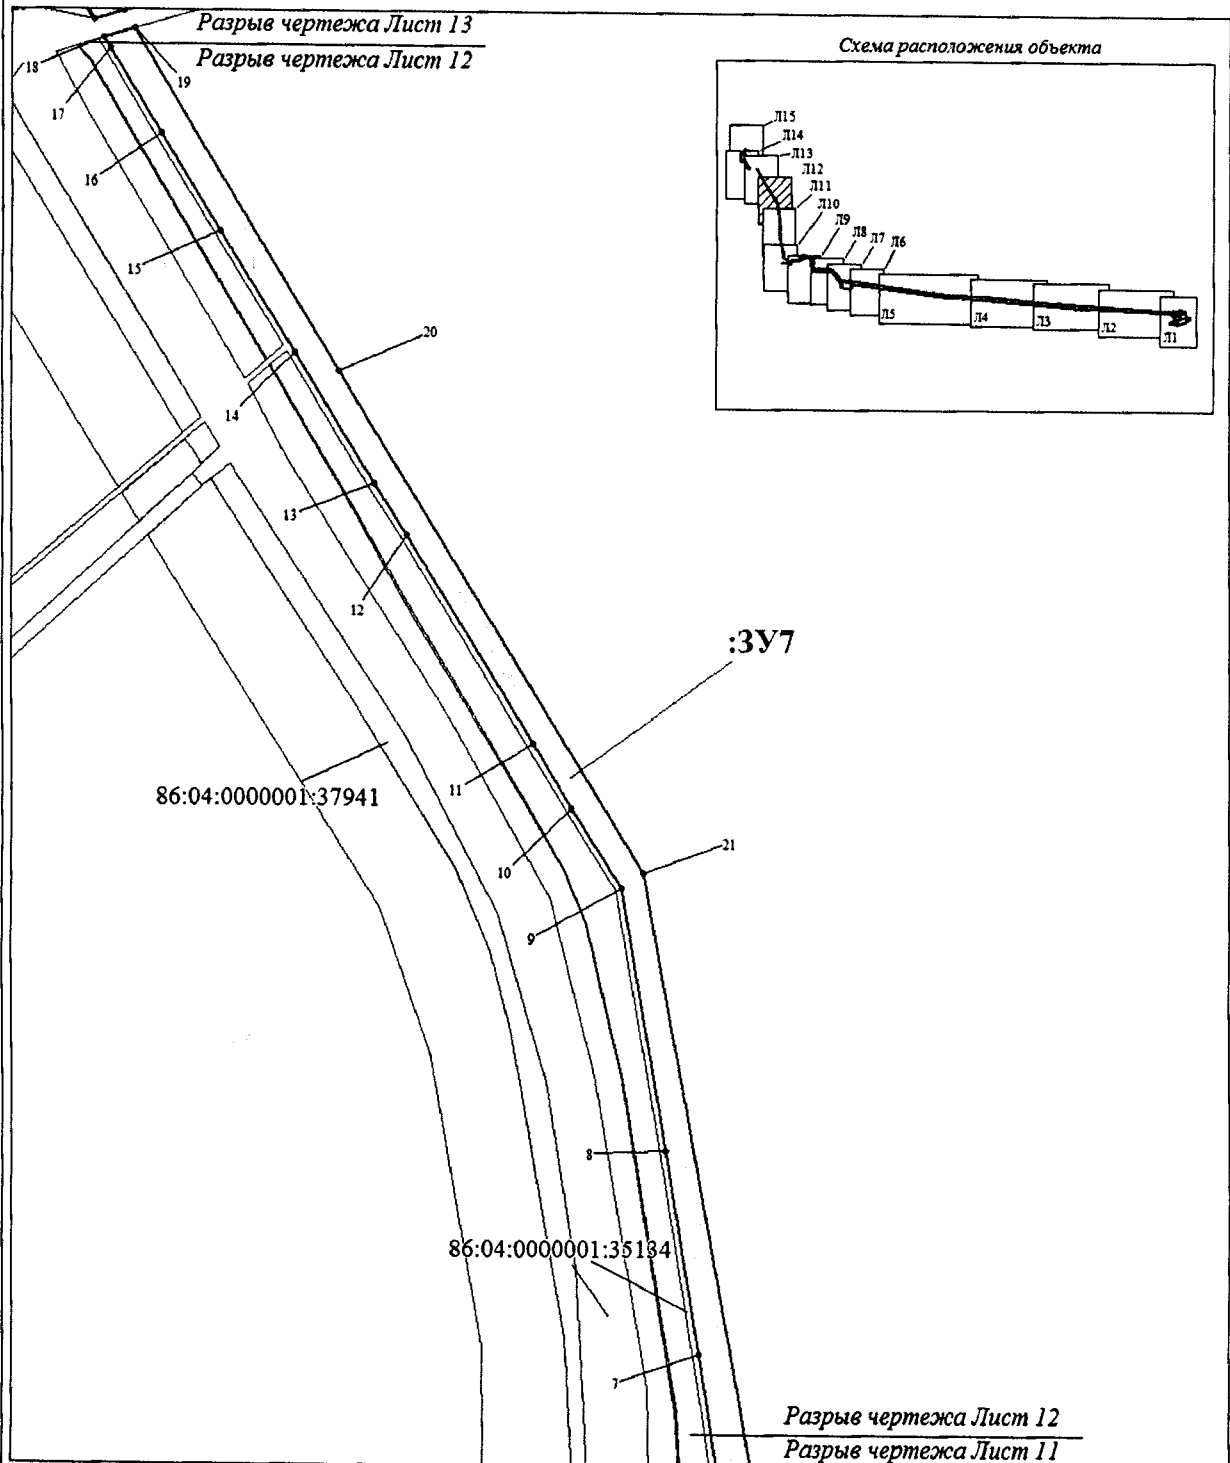 Разрыв чертежа Лист 13
Разрыв чертежа Лист 12
Схема расположения объекта
18
17
19
16
15
14
20
13
12
11
10
21
9
8
7
Л15
Л14
Л13
Л12
Л11
Л10
Л9
Л8
Л7
Л6
Л5
Л4
Л3
Л2
Л1
:ЗУ7
86:04:0000001:37941
86:04:0000001:35134
Разрыв чертежа Лист 12
Разрыв чертежа Лист 11